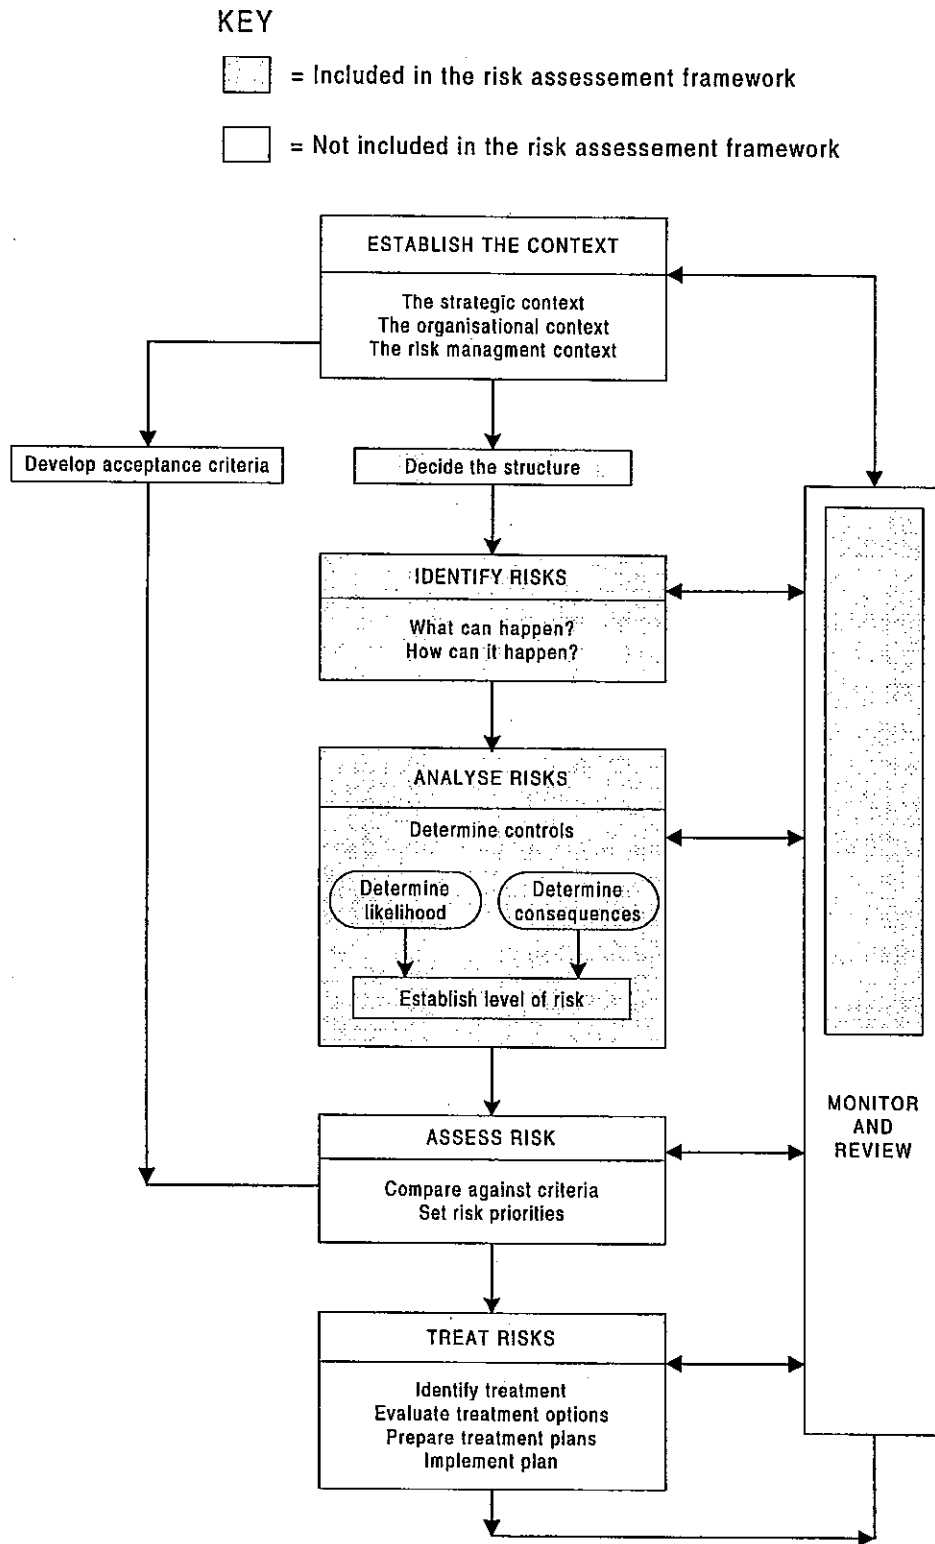 KEY
= Included in the risk assessement framework
= Not included in the risk assessement framework
ESTABLISH THE CONTEXT
The strategic context
The organisational context
The risk managment context
Develop acceptance criteria
Decide the structure
IDENTIFY RISKS
What can happen?
How can it happen?
ANALYSE RISKS
Determine controls
Determine
likelihood
Determine
consequences
Establish level of risk
MONITOR
AND
REVIEW
ASSESS RISK
Compare against criteria
Set risk priorities
TREAT RISKS
Identify treatment
Evaluate treatment options
Prepare treatment plans
Implement plan